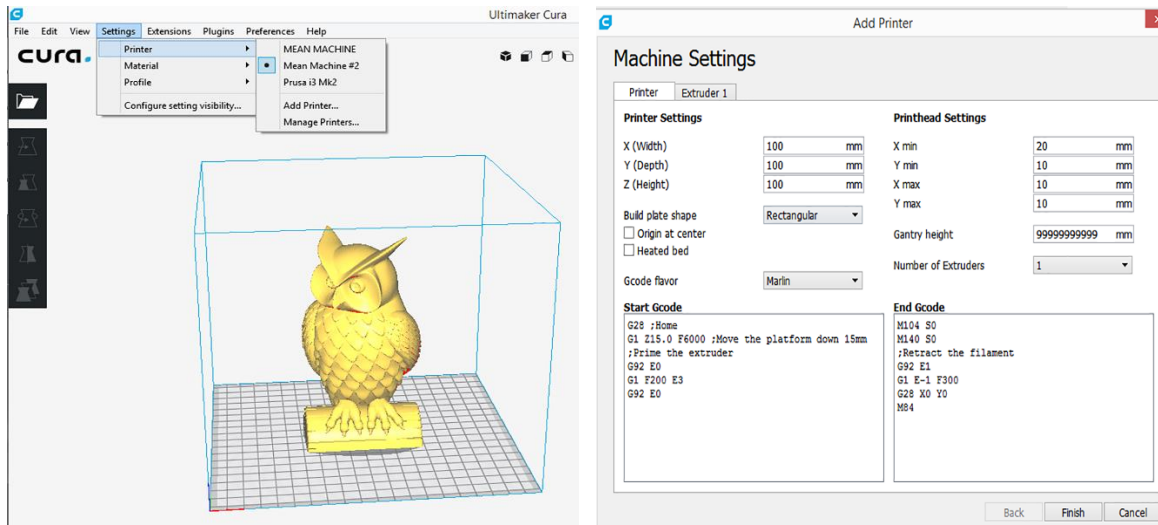 Ultimaker Cura
File Edit View Settings Extensions Plugins Preferences Help
cura.
Printer
Material
Profile
Configure setting visibility...
MEAN MACHINE
Mean Machine #2
Prusa i3 Mk2
Add Printer...
Manage Printers...
Add Printer
Machine Settings
Printer Extruder 1
Printer Settings
X (Width) 100 mm
Y (Depth) 100 mm
Z (Height) 100 mm
Build plate shape Rectangular
Origin at center
Heated bed
Gcode flavor Marlin
Printhead Settings
X min 20 mm
Y min 10 mm
X max 10 mm
Y max 10 mm
Gantry height 99999999999 mm
Number of Extruders 1
Start Gcode
G28 ;Home
G1 Z15.0 F6000 ;Move the platform down 15mm
;Prime the extruder
G92 E0
G1 F200 E3
G92 E0
End Gcode
M104 S0
M140 S0
;Retract the filament
G92 E1
G1 E-1 F300
G28 X0 Y0
M84
Back Finish Cancel